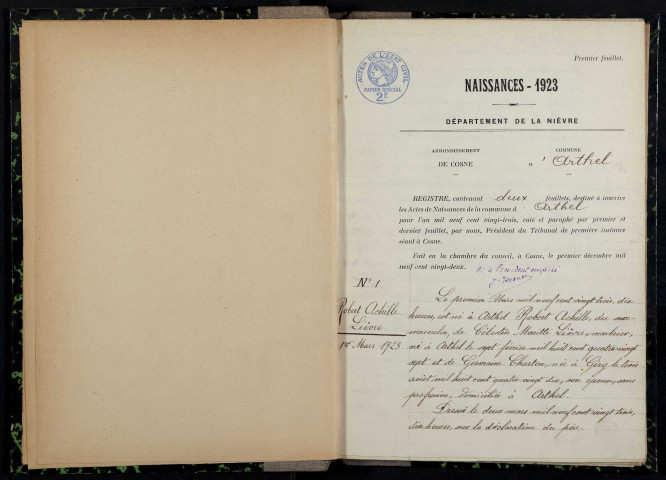 Premier feuillet.
ACTES DE L'ETAT CIVIL
PAPIER SPÉCIAL
2F
NAISSANCES - 1923
DÉPARTEMENT DE LA NIÈVRE
ARRONDISSEMENT
DE COSNE
COMMUNE
D'Arthel
REGISTRE, contenant deux feuillets, destiné à inscrire
les Actes de Naissances de la commune d'Arthel
pour l'an mil neuf cent vingt-trois, coté et paraphé par premier et
dernier feuillet, par nous, Président du Tribunal de première instance
séant à Cosne.
Fait en la chambre du conseil, à Cosne, le premier décembre mil
neuf cent vingt-deux.
Président empêché
N° 1
Robert Achille
Lièvre
1er Mars 1923
Le premier Mars mil neuf cent vingt trois, dix
heures, est né à Arthel Robert Achille, du sexe
masculin, de Célestin Lièvre,
né à Arthel le sept février mil huit cent quatre vingt
sept et de Germaine Charton, née à Giry le trois
août mil huit cent quatre vingt dix, son épouse, sans
profession, domiciliés à Arthel.
Dressé le deux mars mil neuf cent vingt trois,
dix heures, sur la déclaration du père.